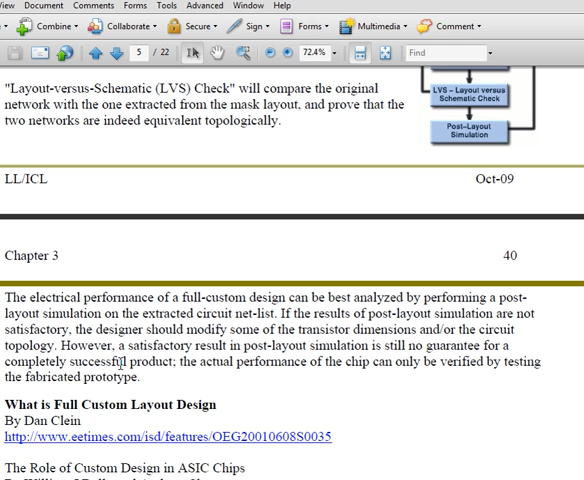 View Document Comments Forms Tools Advanced Window Help
Combine Collaborate Secure Sign Forms Multimedia Comment
5 / 22 72.4% Find
"Layout-versus-Schematic (LVS) Check" will compare the original
network with the one extracted from the mask layout, and prove that the
two networks are indeed equivalent topologically.
LVS – Layout versus
Schematic Check
Post–Layout
Simulation
LL/ICL Oct-09
Chapter 3 40
The electrical performance of a full-custom design can be best analyzed by performing a post-
layout simulation on the extracted circuit net-list. If the results of post-layout simulation are not
satisfactory, the designer should modify some of the transistor dimensions and/or the circuit
topology. However, a satisfactory result in post-layout simulation is still no guarantee for a
completely successful product; the actual performance of the chip can only be verified by testing
the fabricated prototype.
What is Full Custom Layout Design
By Dan Clein
http://www.eetimes.com/isd/features/OEG20010608S0035
The Role of Custom Design in ASIC Chips